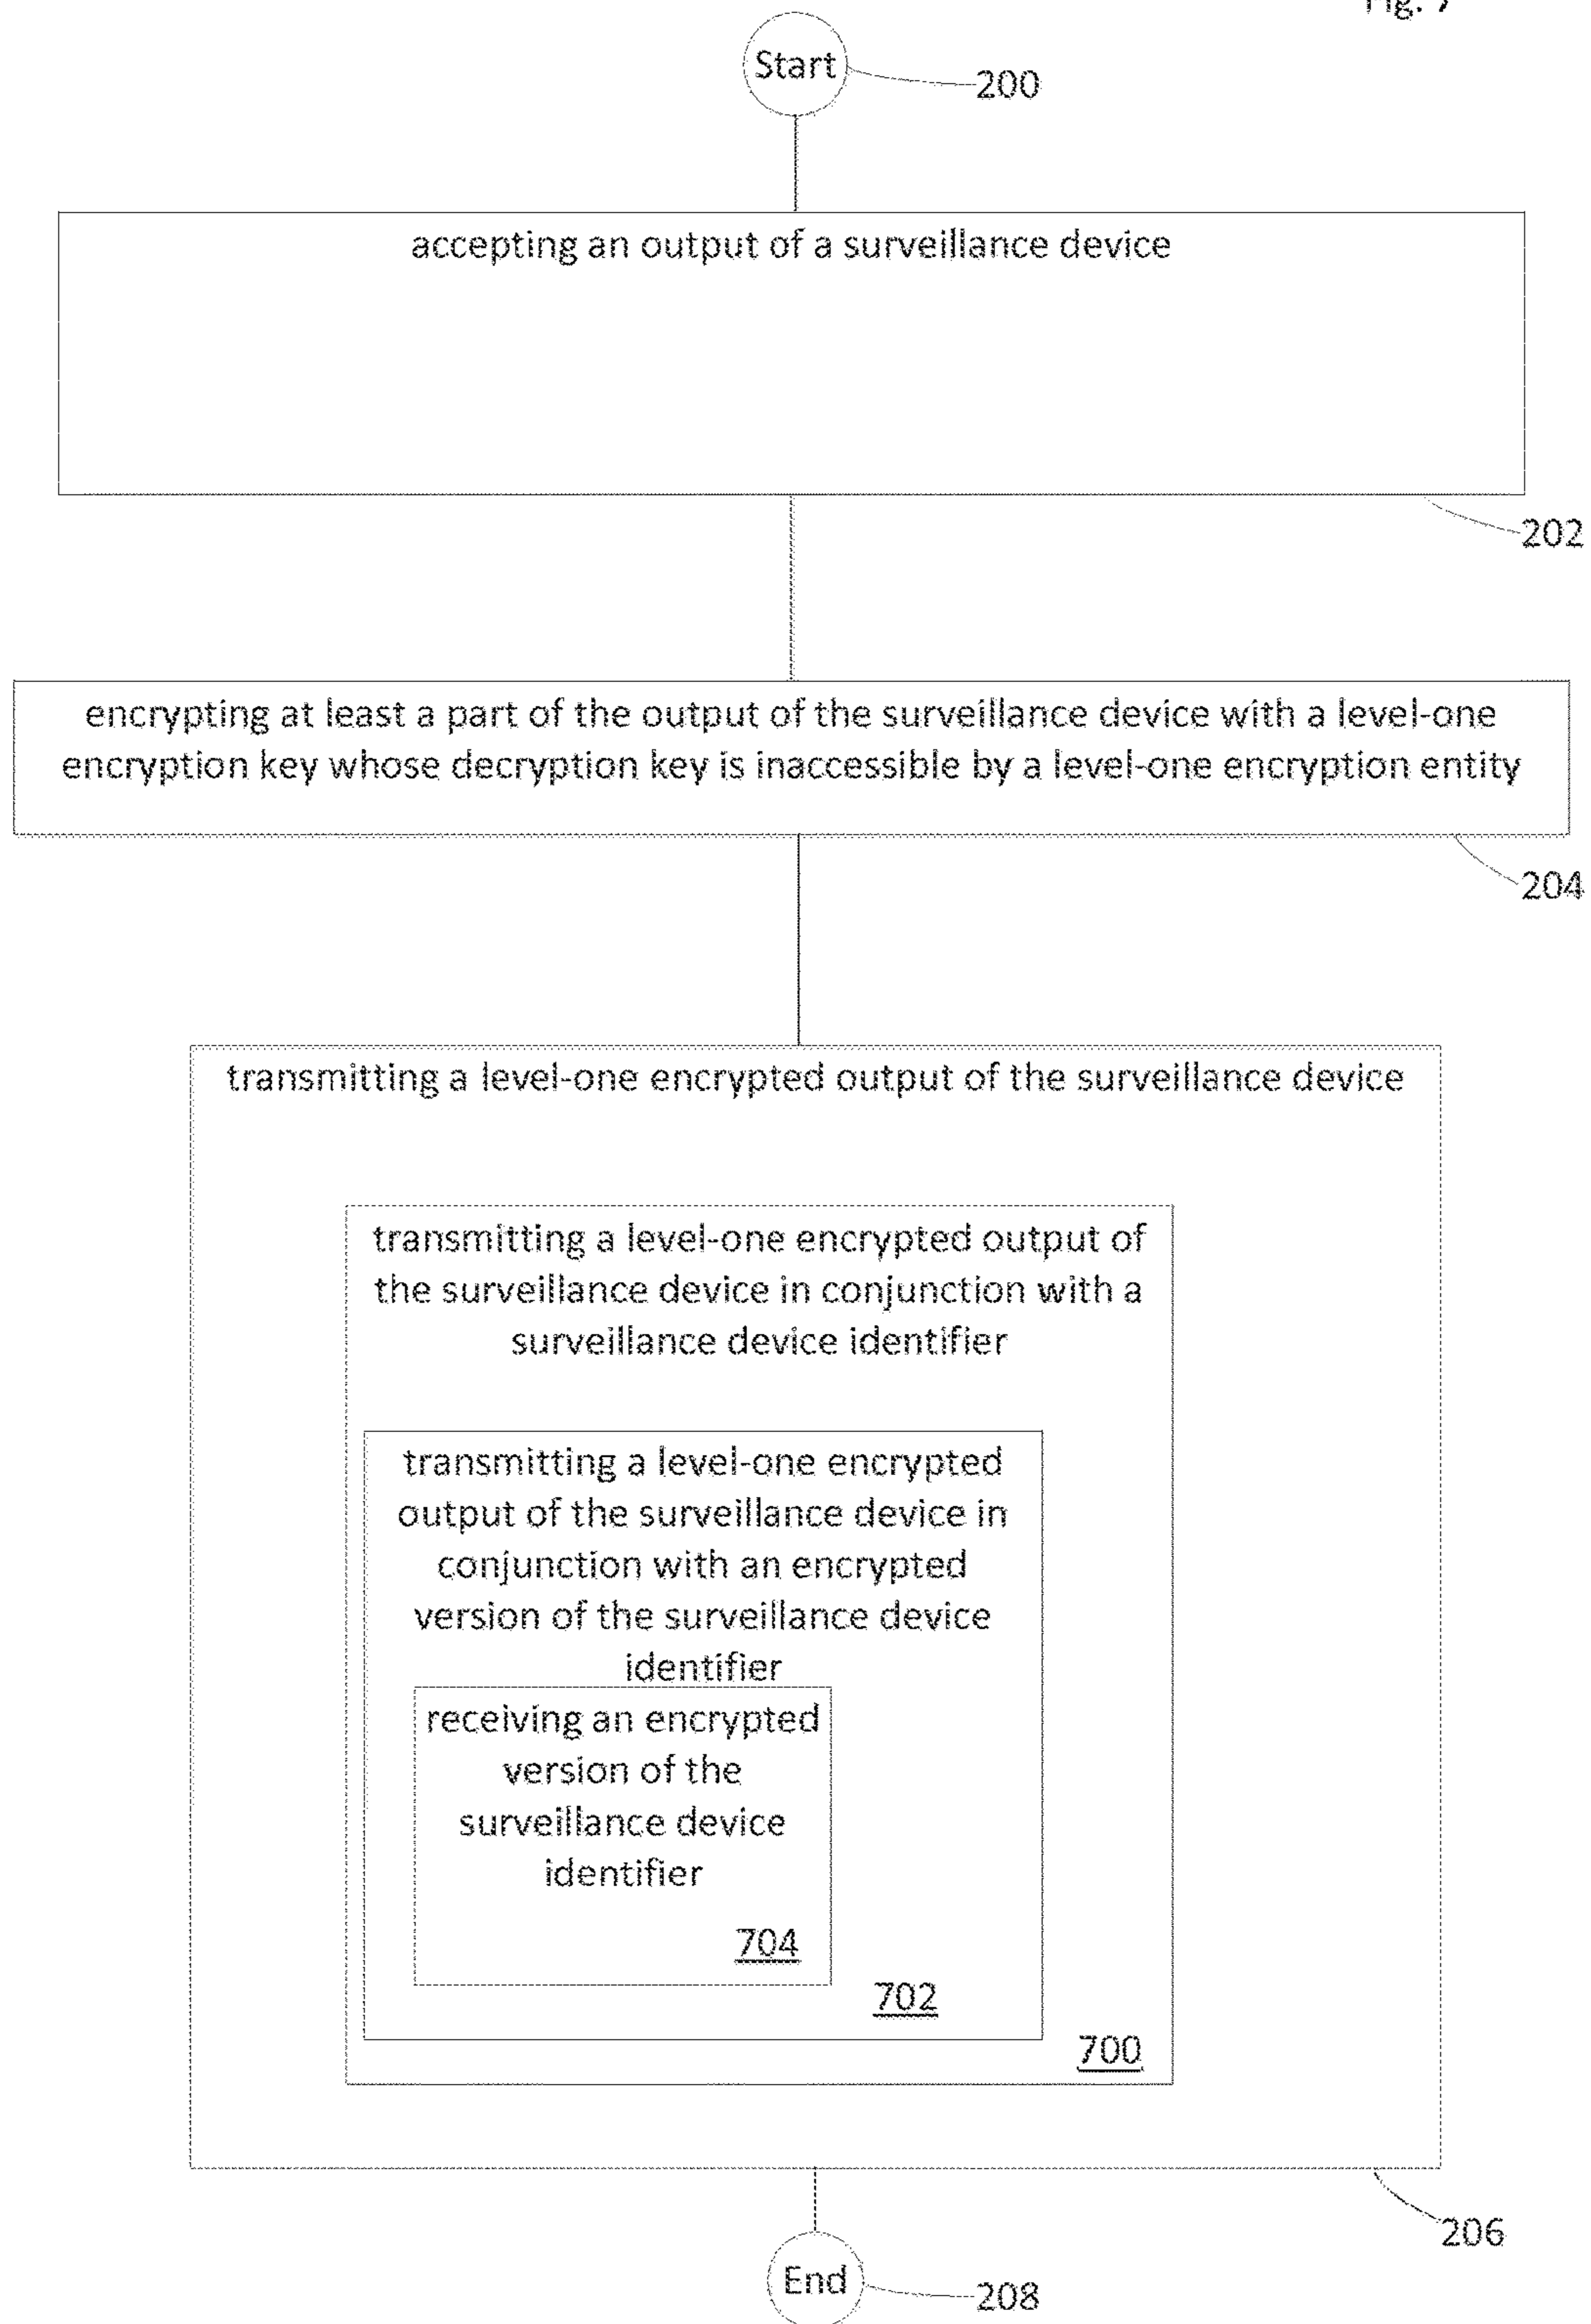 Fig. 7
Start
200
accepting an output of a surveillance device
202
encrypting at least a part of the output of the surveillance device with a level-one
encryption key whose decryption key is inaccessible by a level-one encryption entity
204
transmitting a level-one encrypted output of the surveillance device
transmitting a level-one encrypted output of
the surveillance device in conjunction with a
surveillance device identifier
transmitting a level-one encrypted
output of the surveillance device in
conjunction with an encrypted
version of the surveillance device
identifier
receiving an encrypted
version of the
surveillance device
identifier
704
702
700
206
End
208